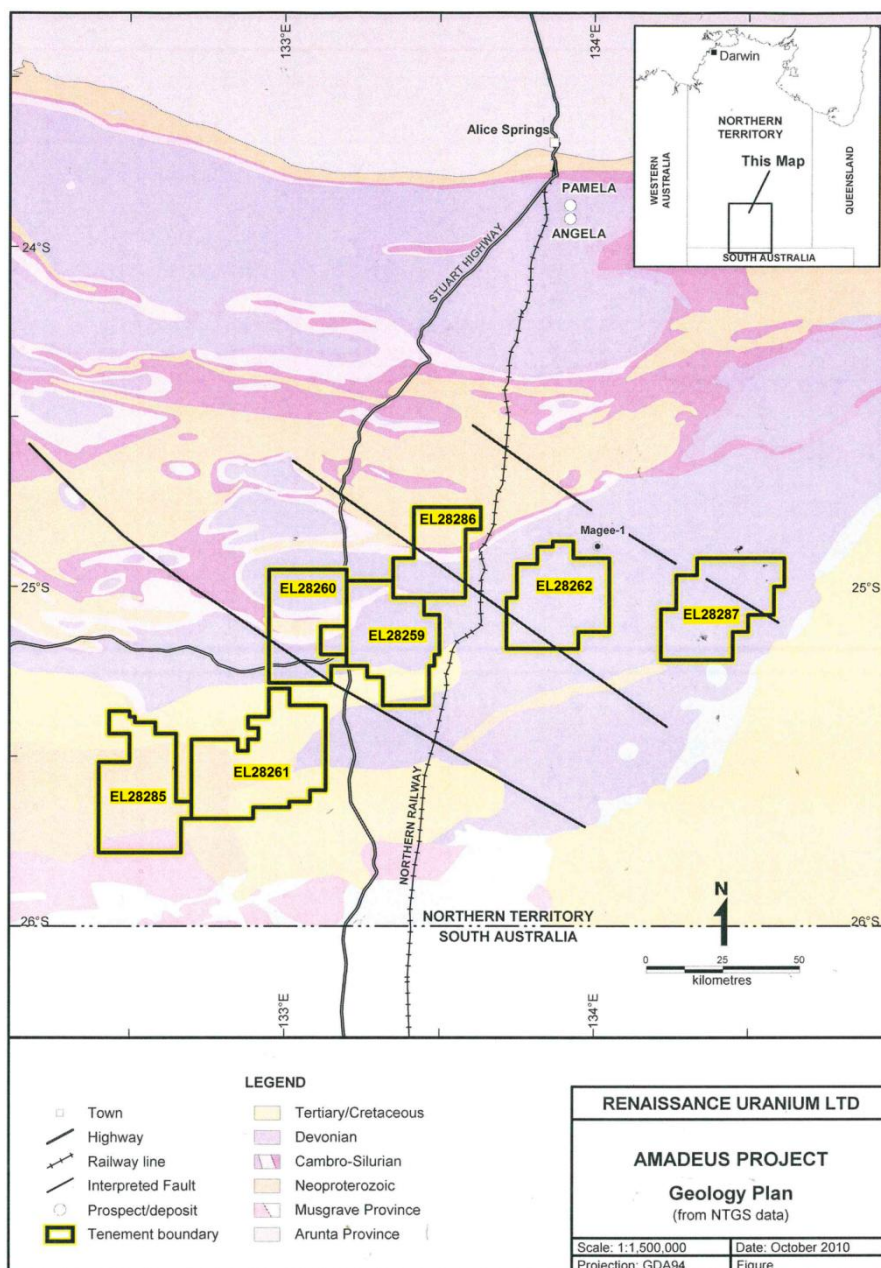 133°E
134°E
Darwin
NORTHERN
TERRITORY
This Map
WESTERN
AUSTRALIA
QUEENSLAND
SOUTH AUSTRALIA
Alice Springs
PAMELA
ANGELA
STUART HIGHWAY
24°S
24°S
Magee-1
EL28286
EL28262
EL28260
EL28259
EL28287
25°S
25°S
EL28261
EL28285
NORTHERN RAILWAY
N
NORTHERN TERRITORY
SOUTH AUSTRALIA
26°S
26°S
0 25 50
kilometres
133°E
134°E
LEGEND
Town
Highway
Railway line
Interpreted Fault
Prospect/deposit
Tenement boundary
Tertiary/Cretaceous
Devonian
Cambro-Silurian
Neoproterozoic
Musgrave Province
Arunta Province
RENAISSANCE URANIUM LTD
AMADEUS PROJECT
Geology Plan
(from NTGS data)
Scale: 1:1,500,000
Date: October 2010
Projection: GDA94
Figure